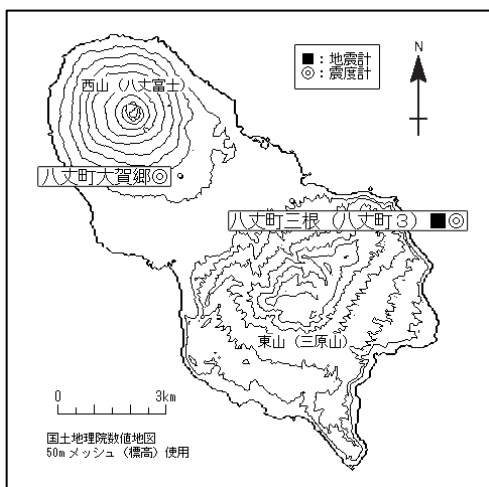 ■：地震計
◎：震度計
N
西山（八丈富士）
八丈町大賀郷◎
八丈町三根（八丈町３）■◎
東山（三原山）
0 3km
国土地理院数値地図
50mメッシュ（標高）使用